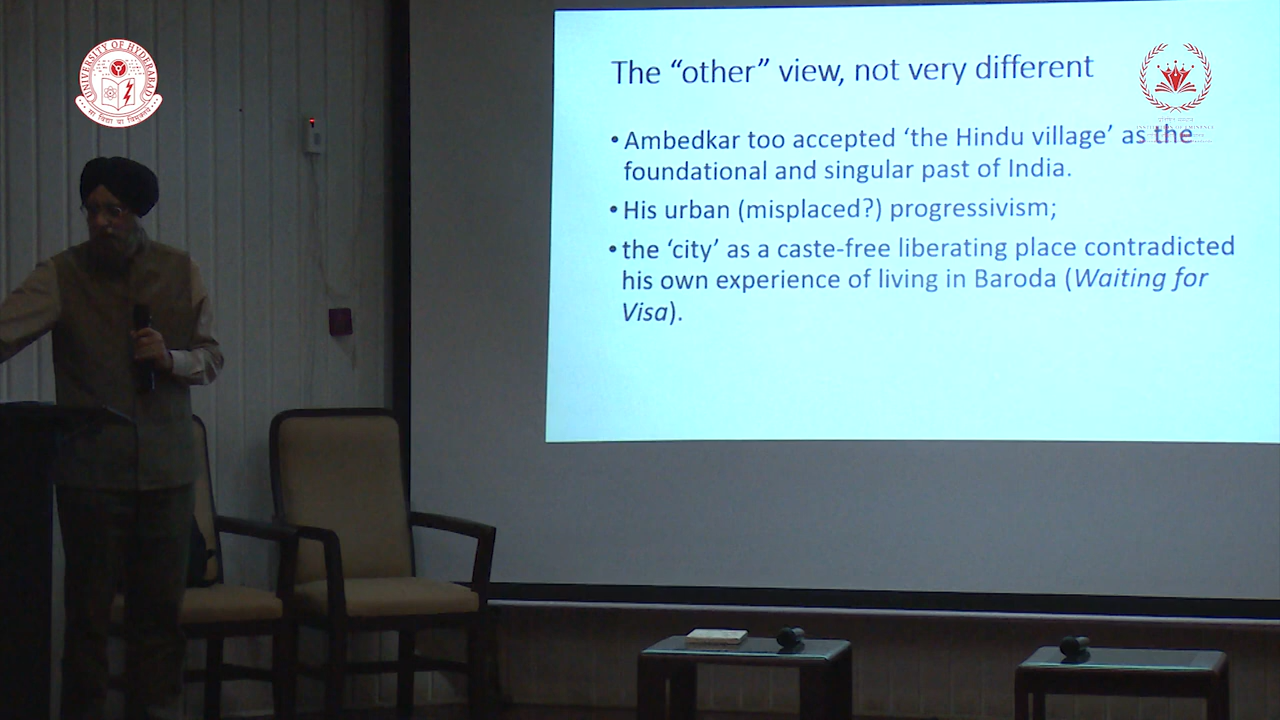 UNIVERSITY OF HYDERABAD
The “other” view, not very different
•Ambedkar too accepted ‘the Hindu village’ as the
foundational and singular past of India.
•His urban (misplaced?) progressivism;
•the ‘city’ as a caste-free liberating place contradicted
his own experience of living in Baroda (Waiting for
Visa).